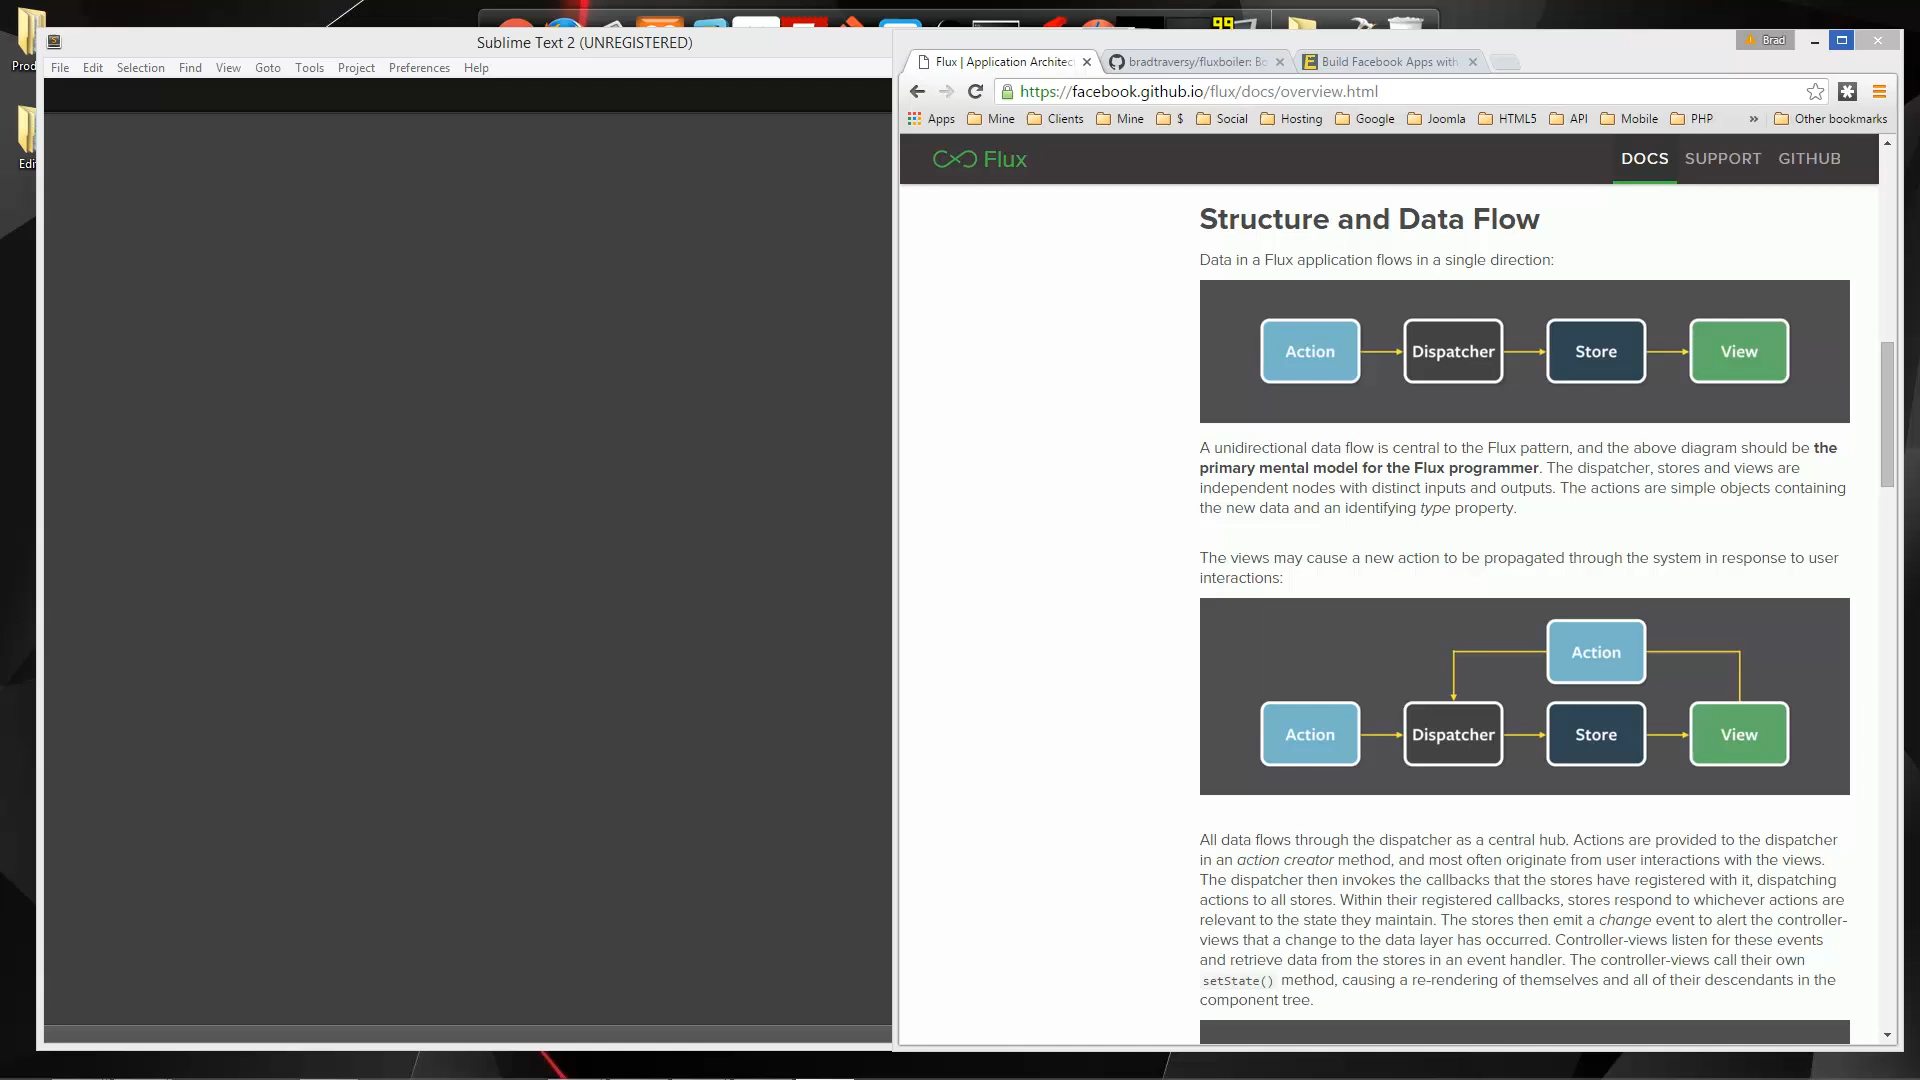 Prod
Edi
99
Sublime Text 2 (UNREGISTERED)
File Edit Selection Find View Goto Tools Project Preferences Help
Brad
Flux | Application Architec
bradtraversy/fluxboiler: Bo
Build Facebook Apps with
https://facebook.github.io/flux/docs/overview.html
Apps Mine Clients Mine $ Social Hosting Google Joomla HTML5 API Mobile PHP » Other bookmarks
Flux
DOCS SUPPORT GITHUB
Structure and Data Flow
Data in a Flux application flows in a single direction:
Action Dispatcher Store View
A unidirectional data flow is central to the Flux pattern, and the above diagram should be the
primary mental model for the Flux programmer. The dispatcher, stores and views are
independent nodes with distinct inputs and outputs. The actions are simple objects containing
the new data and an identifying type property.
The views may cause a new action to be propagated through the system in response to user
interactions:
Action
Action Dispatcher Store View
All data flows through the dispatcher as a central hub. Actions are provided to the dispatcher
in an action creator method, and most often originate from user interactions with the views.
The dispatcher then invokes the callbacks that the stores have registered with it, dispatching
actions to all stores. Within their registered callbacks, stores respond to whichever actions are
relevant to the state they maintain. The stores then emit a change event to alert the controller-
views that a change to the data layer has occurred. Controller-views listen for these events
and retrieve data from the stores in an event handler. The controller-views call their own
setState() method, causing a re-rendering of themselves and all of their descendants in the
component tree.